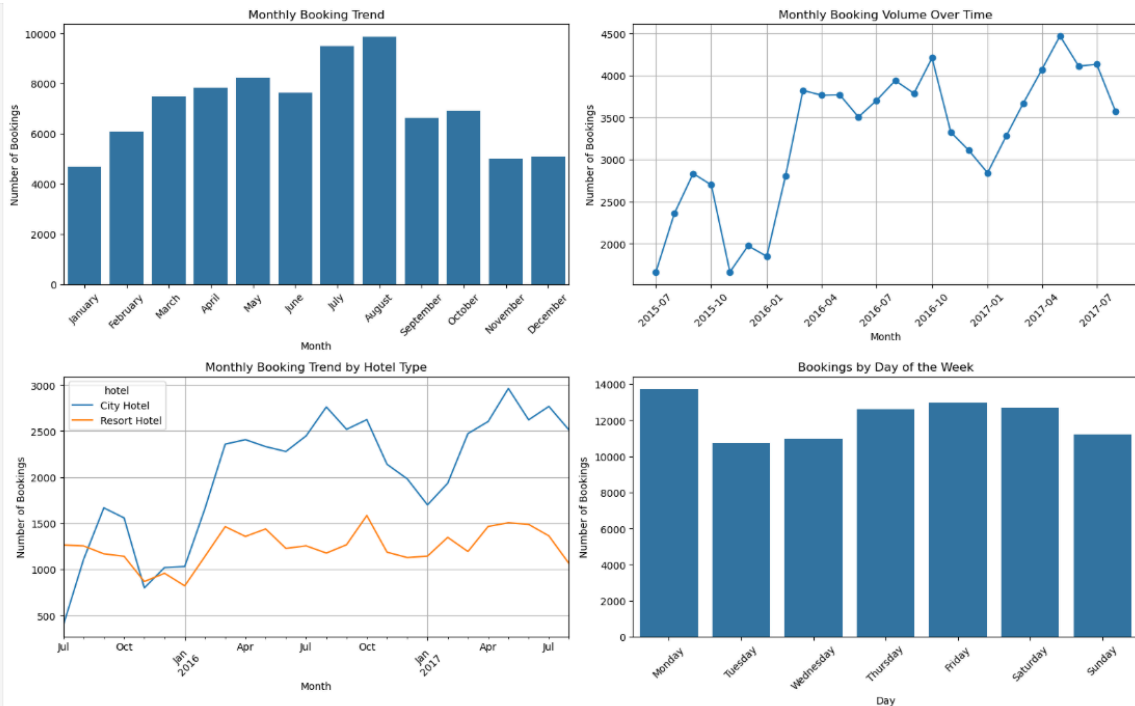 Monthly Booking Trend
Number of Bookings
10000
8000
6000
4000
2000
0
January
February
March
April
May
June
July
August
September
October
November
December
Month
Monthly Booking Volume Over Time
Number of Bookings
4500
4000
3500
3000
2500
2000
2015-07
2015-10
2016-01
2016-04
2016-07
2016-10
2017-01
2017-04
2017-07
Month
Monthly Booking Trend by Hotel Type
hotel
City Hotel
Resort Hotel
Number of Bookings
3000
2500
2000
1500
1000
500
Jul
Oct
Jan
2016
Apr
Jul
Oct
Jan
2017
Apr
Jul
Month
Bookings by Day of the Week
Number of Bookings
14000
12000
10000
8000
6000
4000
2000
0
Monday
Tuesday
Wednesday
Thursday
Friday
Saturday
Sunday
Day